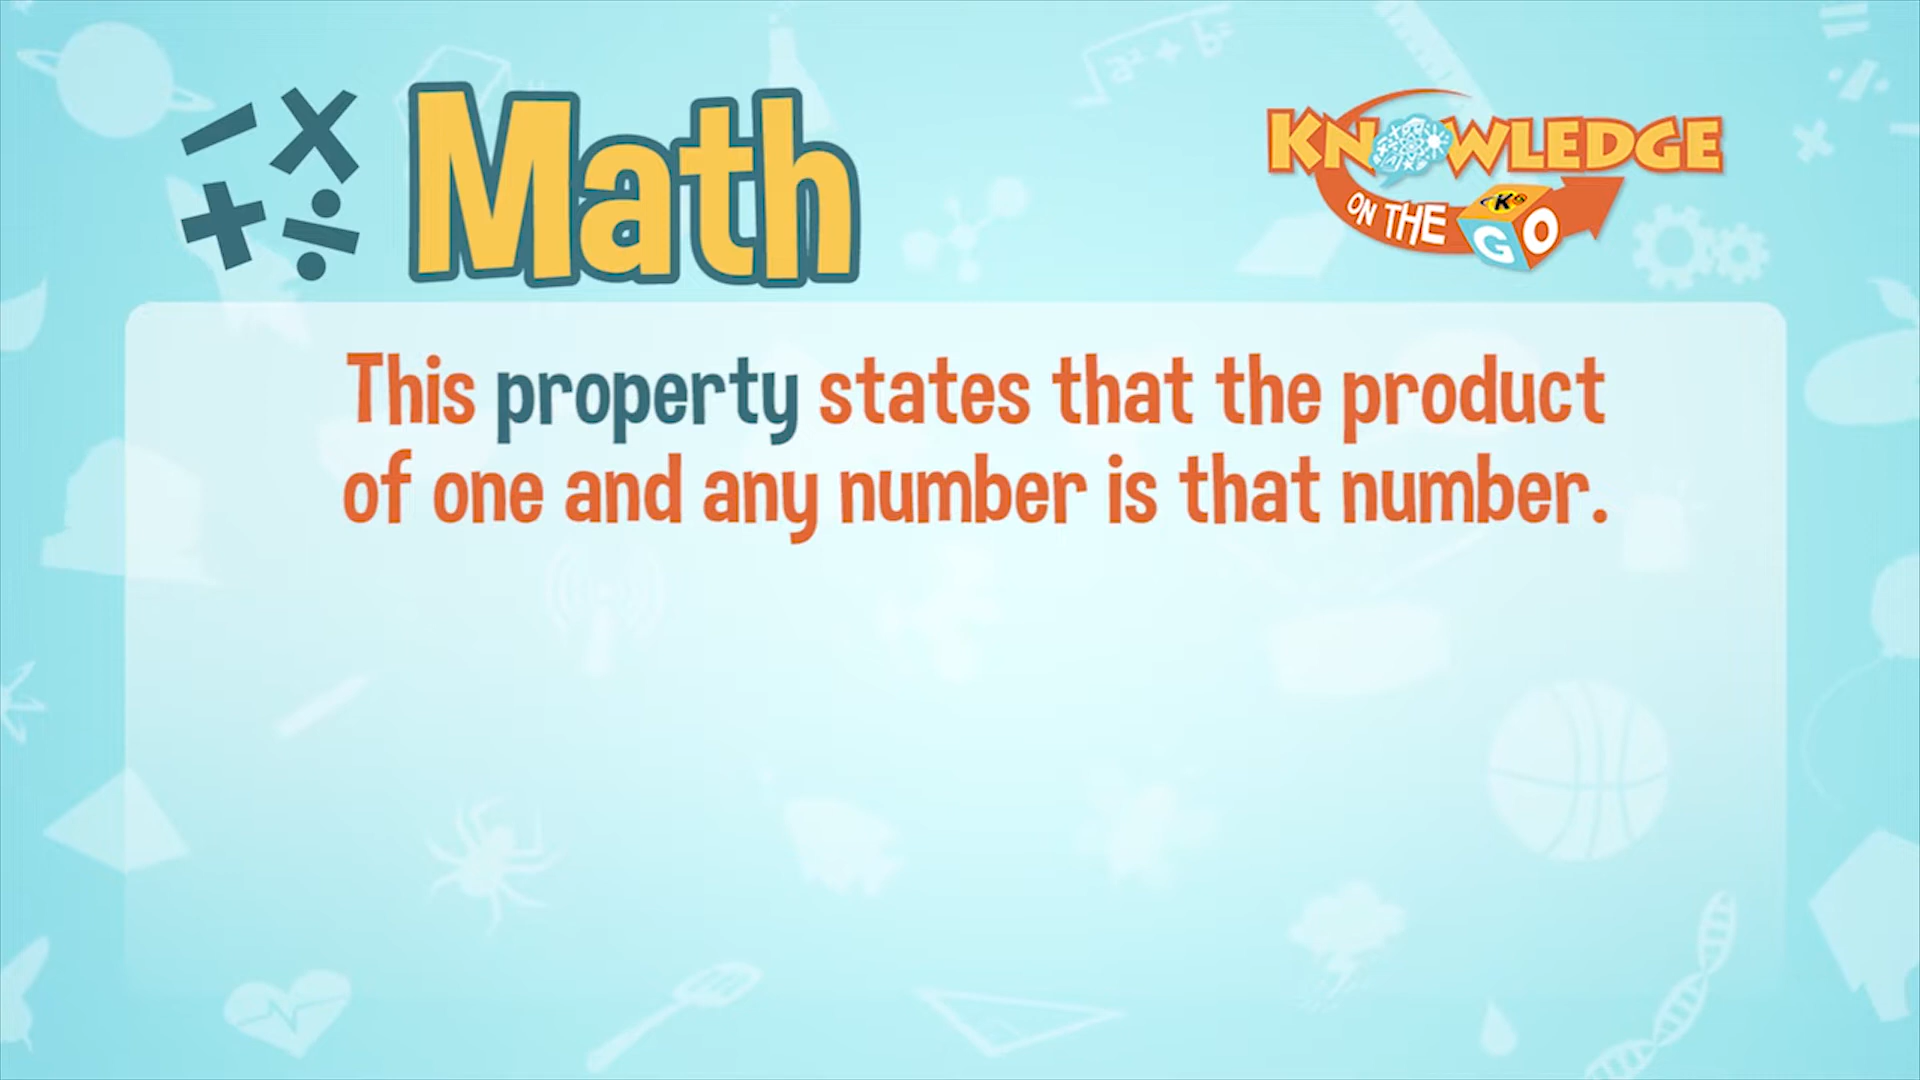 Math
KNOWLEDGE
ON THE GO
This property states that the product
of one and any number is that number.